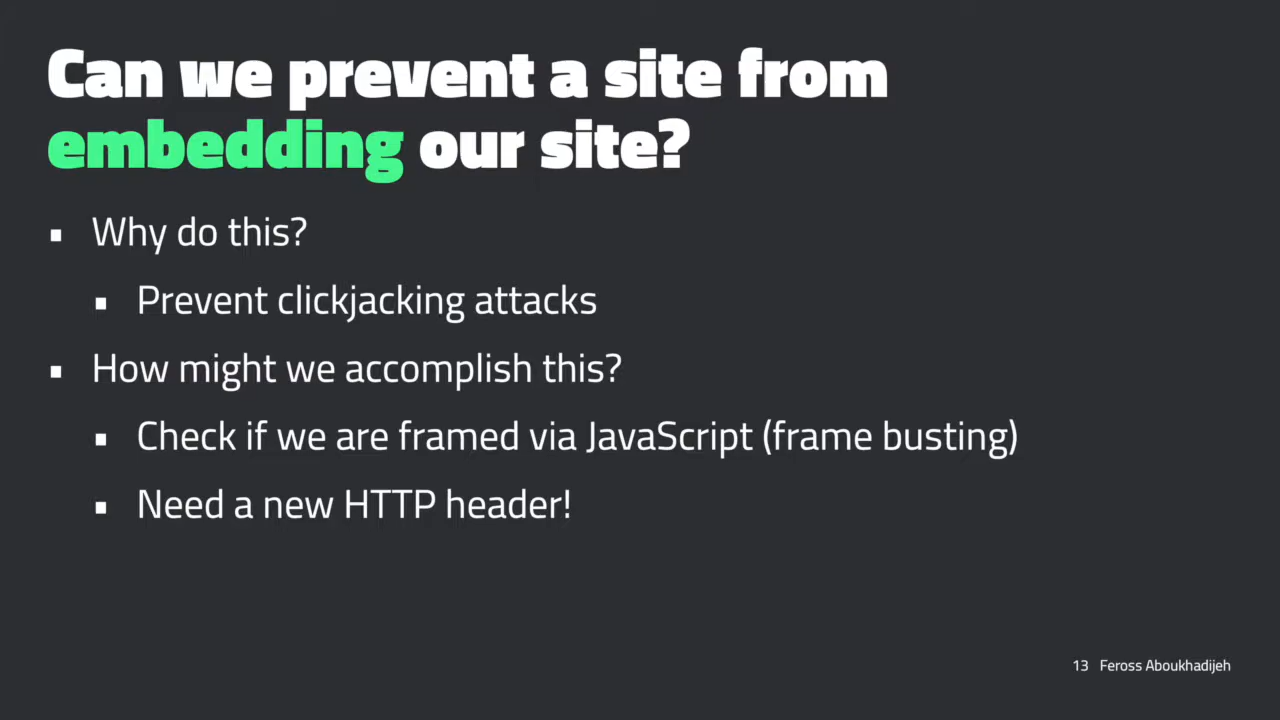 Can we prevent a site from
embedding our site?
▪ Why do this?
▪ Prevent clickjacking attacks
▪ How might we accomplish this?
▪ Check if we are framed via JavaScript (frame busting)
▪ Need a new HTTP header!
13 Feross Aboukhadijeh